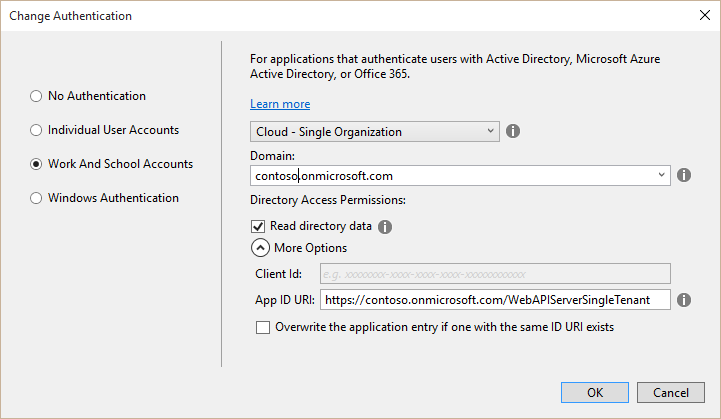 Change Authentication
For applications that authenticate users with Active Directory, Microsoft Azure
Active Directory, or Office 365.
Learn more
No Authentication
Individual User Accounts
Work And School Accounts
Windows Authentication
Cloud - Single Organization
Domain:
contoso.onmicrosoft.com
Directory Access Permissions:
Read directory data
More Options
Client Id:
e.g. xxxxxxx-xxxx-xxxx-xxxx-xxxxxxxxxxx
App ID URI:
https://contoso.onmicrosoft.com/WebAPIServerSingleTenant
Overwrite the application entry if one with the same ID URI exists
OK
Cancel